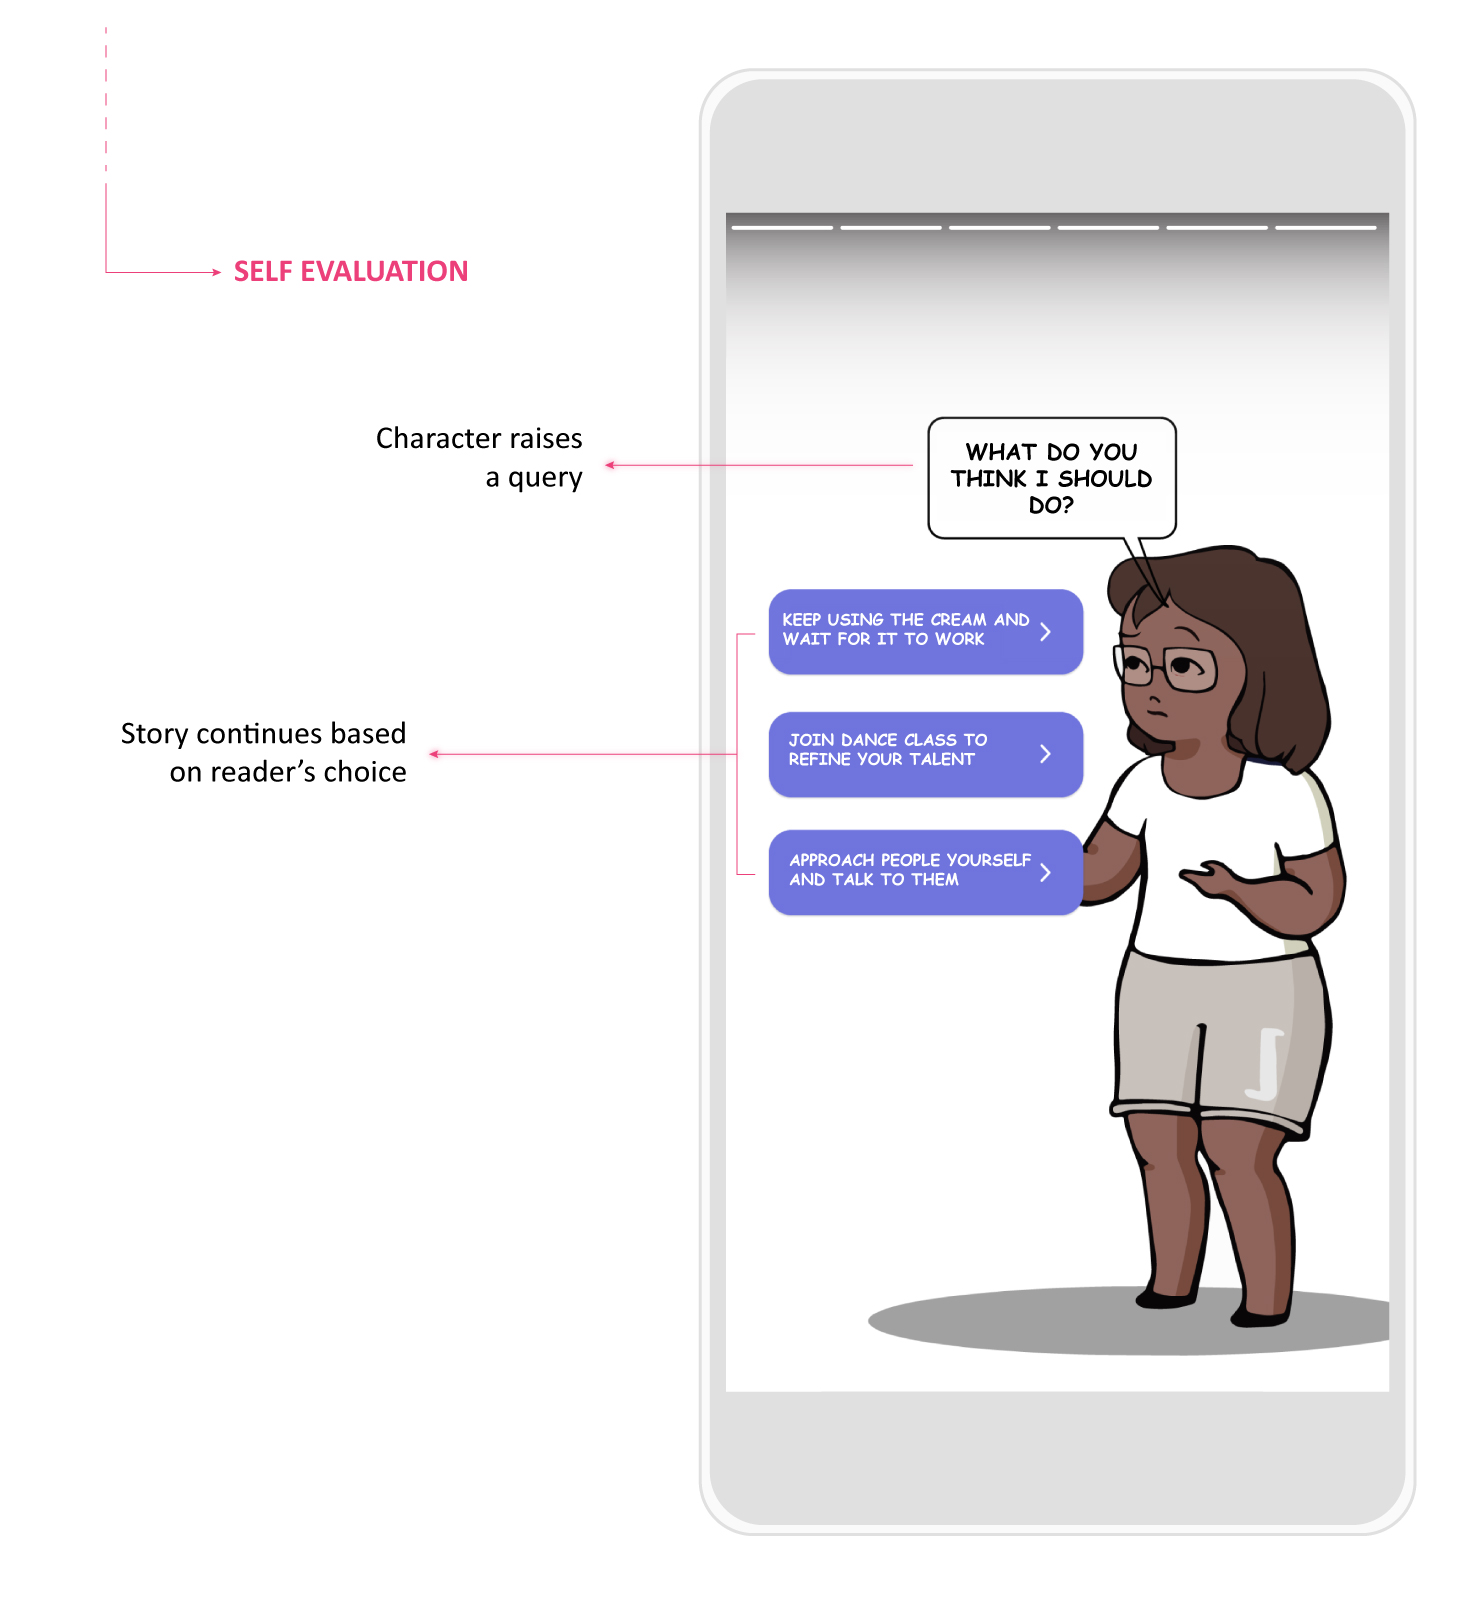 SELF EVALUATION
Character raises
a query
WHAT DO YOU
THINK I SHOULD
DO?
KEEP USING THE CREAM AND
WAIT FOR IT TO WORK
Story continues based
on reader's choice
JOIN DANCE CLASS TO
REFINE YOUR TALENT
APPROACH PEOPLE YOURSELF
AND TALK TO THEM